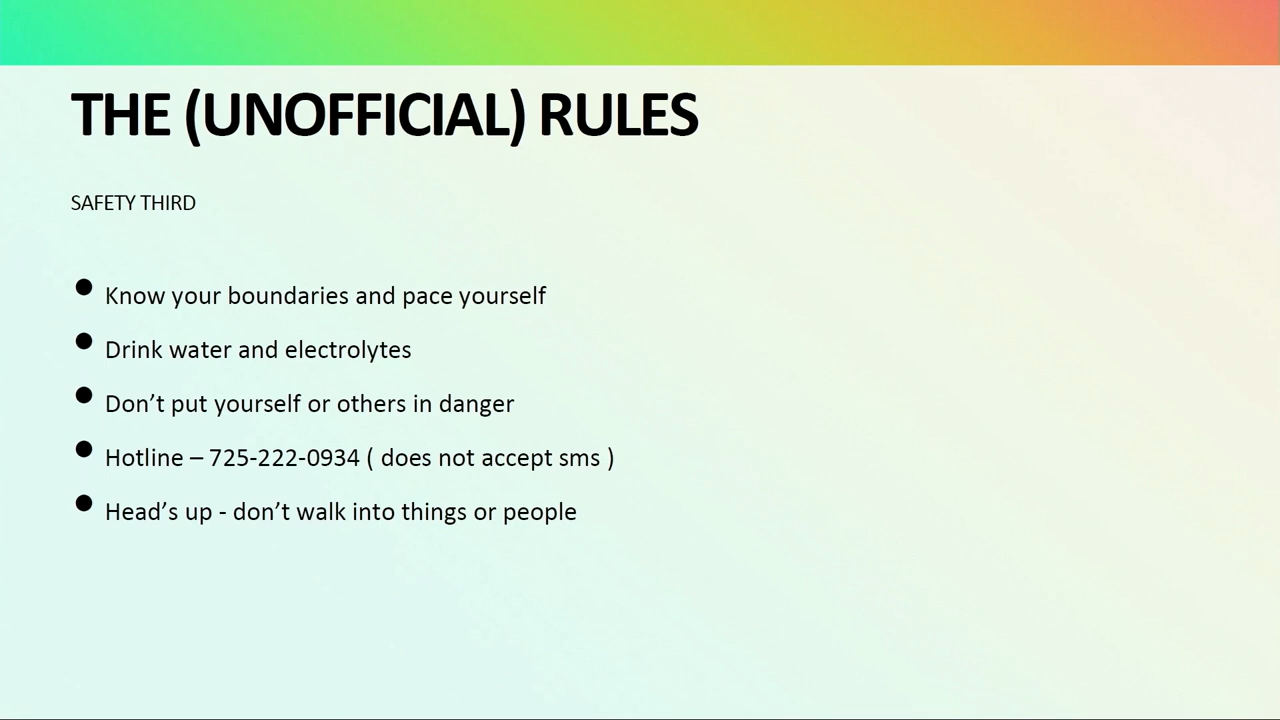 THE (UNOFFICIAL) RULES
SAFETY THIRD
● Know your boundaries and pace yourself
● Drink water and electrolytes
● Don’t put yourself or others in danger
● Hotline – 725-222-0934 ( does not accept sms )
● Head’s up - don’t walk into things or people